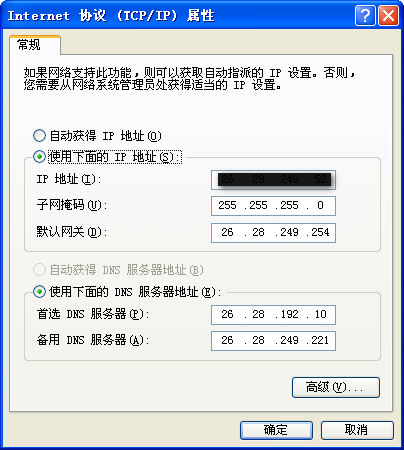 Internet 协议 (TCP/IP) 属性
常规
如果网络支持此功能，则可以获取自动指派的 IP 设置。否则，
您需要从网络系统管理员处获得适当的 IP 设置。
自动获得 IP 地址(O)
使用下面的 IP 地址(S):
IP 地址(I):
子网掩码(U): 255 .255 .255 . 0
默认网关(D): 26 . 28 .249 .254
自动获得 DNS 服务器地址(B)
使用下面的 DNS 服务器地址(E):
首选 DNS 服务器(P): 26 . 28 .192 . 10
备用 DNS 服务器(A): 26 . 28 .249 .221
高级(V)...
确定 取消